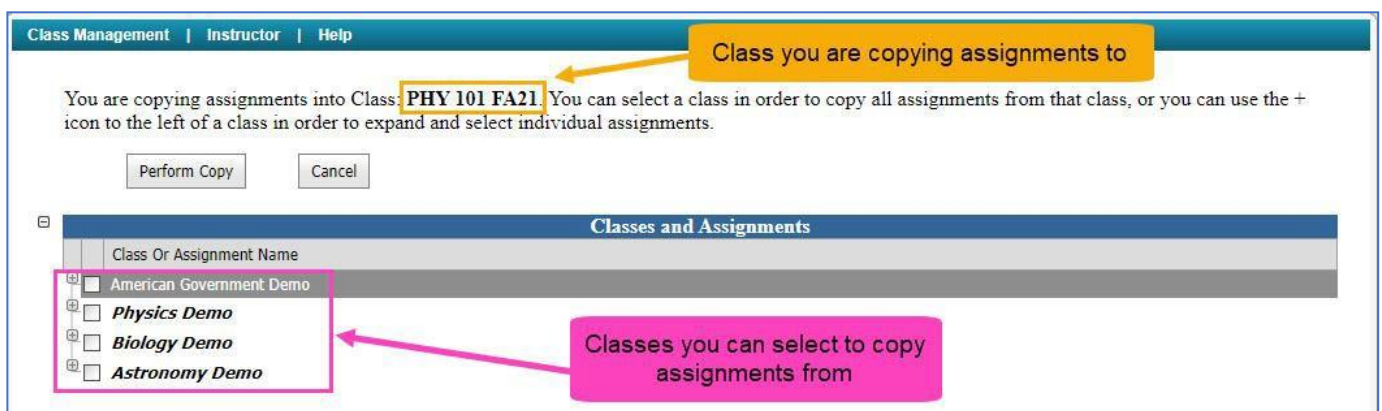 Class Management | Instructor | Help
Class you are copying assignments to
You are copying assignments into Class: PHY 101 FA21. You can select a class in order to copy all assignments from that class, or you can use the +
icon to the left of a class in order to expand and select individual assignments.
Perform Copy Cancel
Classes and Assignments
Class Or Assignment Name
American Government Demo
Physics Demo
Biology Demo
Astronomy Demo
Classes you can select to copy
assignments from